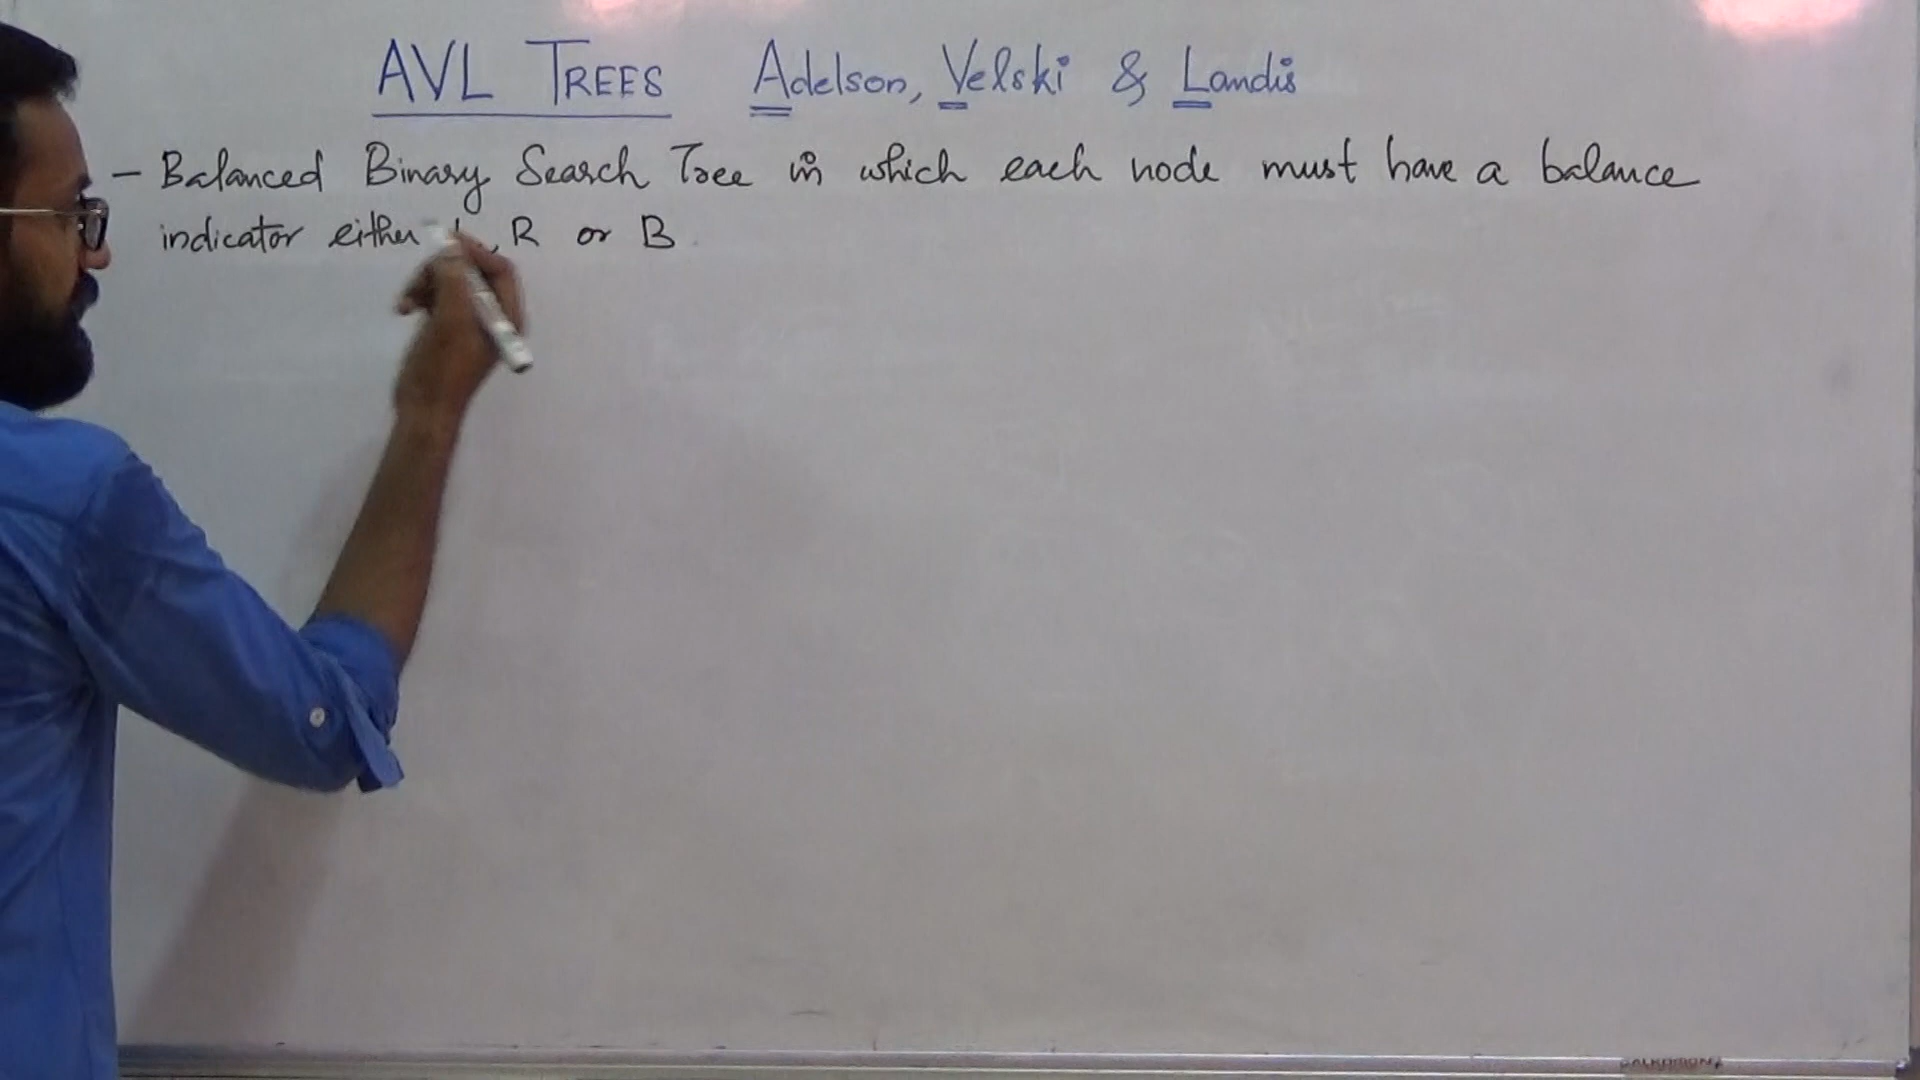 AVL TREES Adelson, Velski & Landis
- Balanced Binary Search Tree in which each node must have a balance
indicator either L, R or B